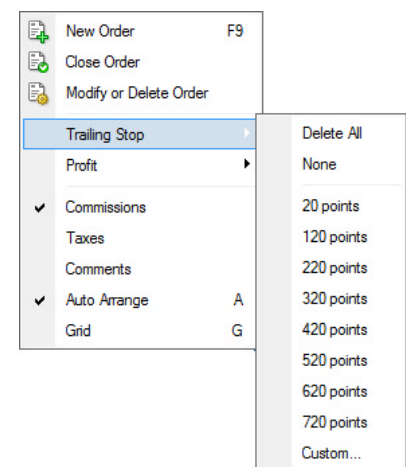 New Order F9
Close Order
Modify or Delete Order
Trailing Stop
Profit
Commissions
Taxes
Comments
Auto Arrange A
Grid G
Delete All
None
20 points
120 points
220 points
320 points
420 points
520 points
620 points
720 points
Custom...